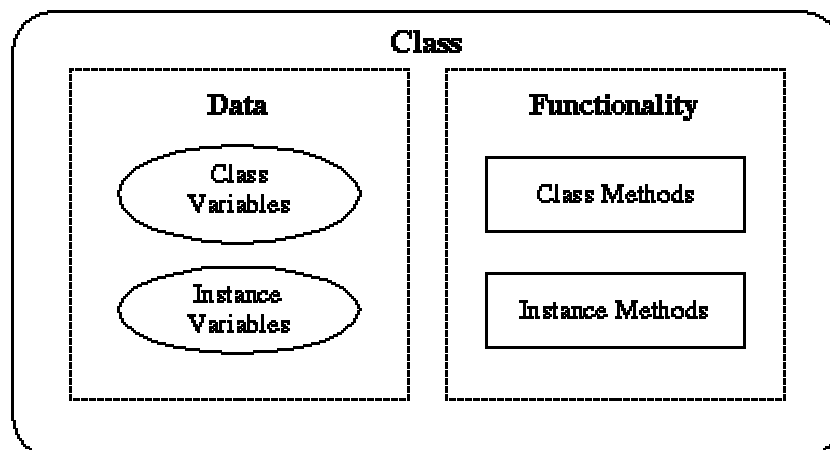 Class
Data
Class
Variables
Instance
Variables
Functionality
Class Methods
Instance Methods